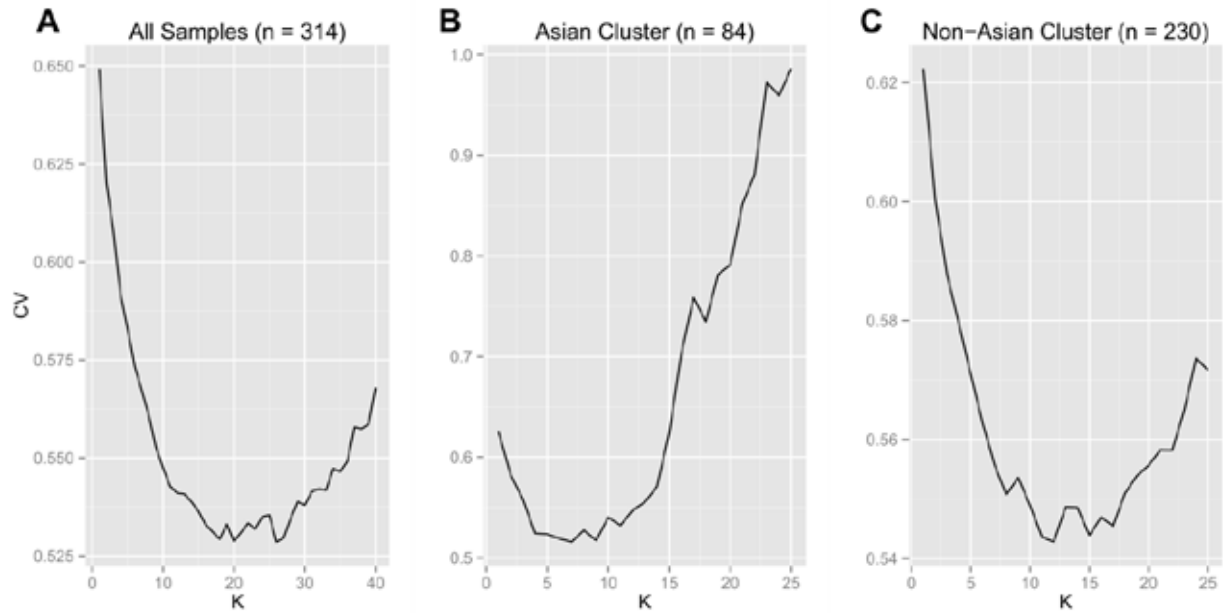 A
All Samples (n = 314)
0.650
0.625
0.600
0.575
0.550
0.525
CV
0 10 20 30 40
K
B
Asian Cluster (n = 84)
1.0
0.9
0.8
0.7
0.6
0.5
0 5 10 15 20 25
K
C
Non-Asian Cluster (n = 230)
0.62
0.60
0.58
0.56
0.54
0 5 10 15 20 25
K